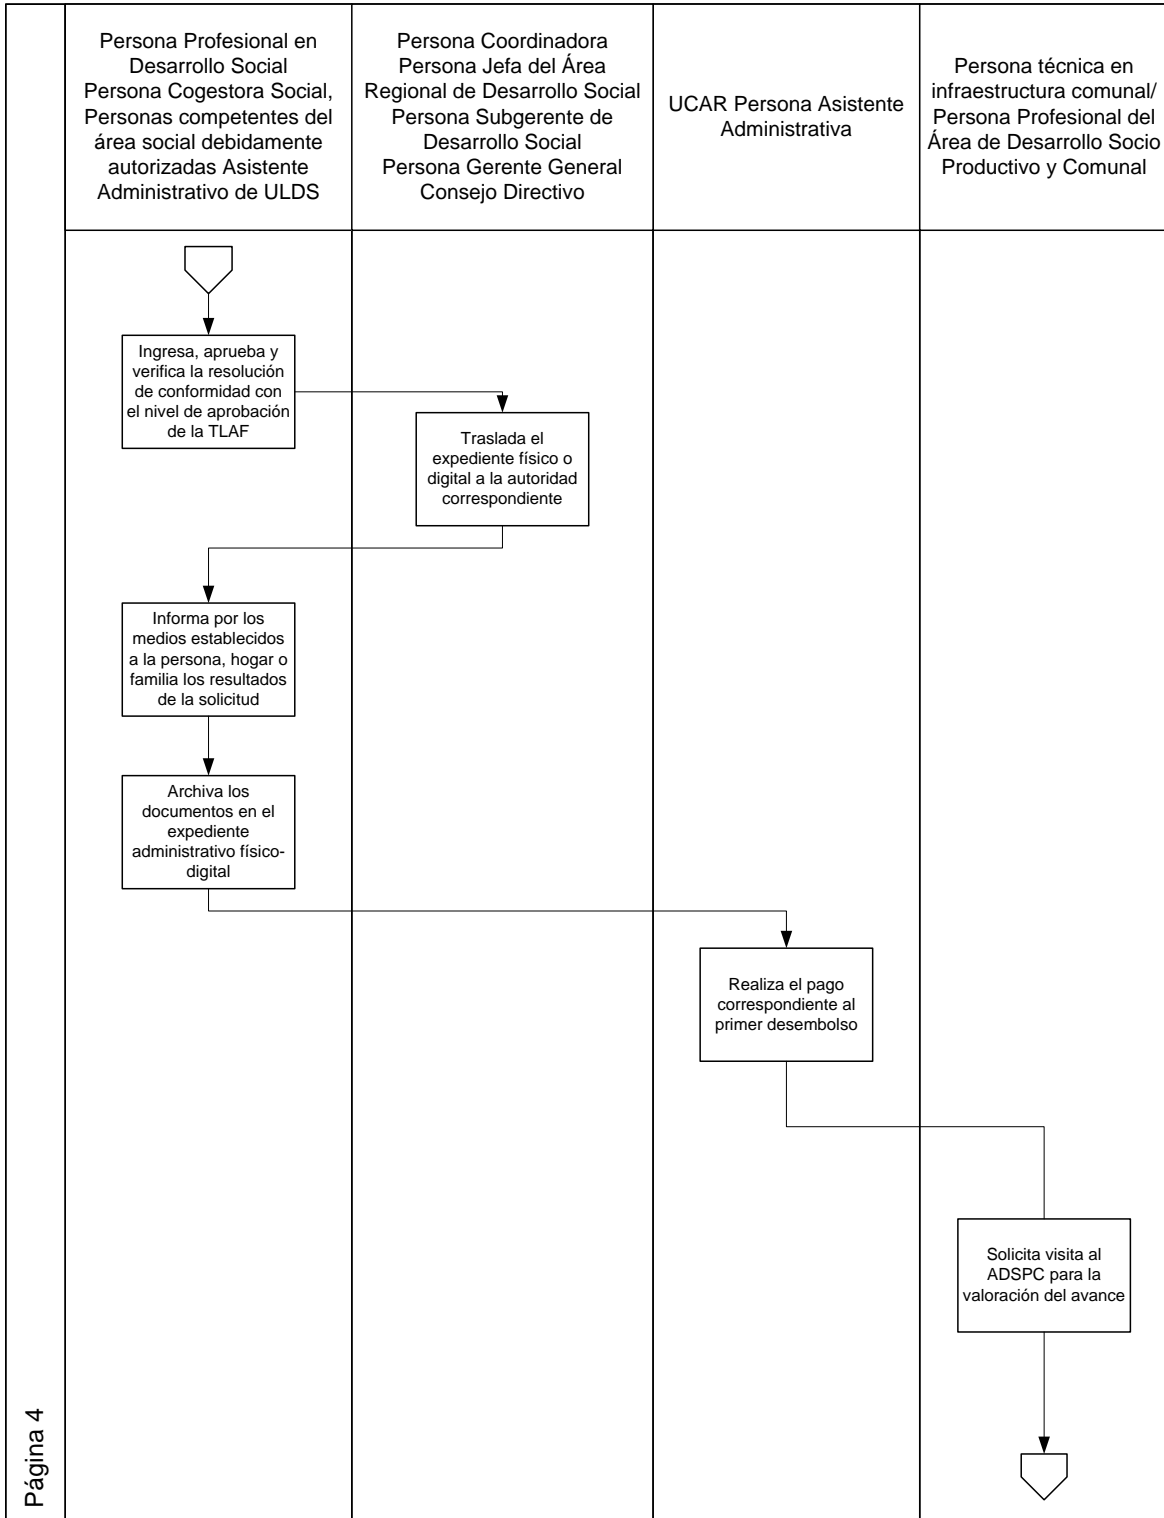 Persona Profesional en
Desarrollo Social
Persona Cogestora Social,
Personas competentes del
área social debidamente
autorizadas Asistente
Administrativo de ULDS
Persona Coordinadora
Persona Jefa del Área
Regional de Desarrollo Social
Persona Subgerente de
Desarrollo Social
Persona Gerente General
Consejo Directivo
UCAR Persona Asistente
Administrativa
Persona técnica en
infraestructura comunal/
Persona Profesional del
Área de Desarrollo Socio
Productivo y Comunal
Ingresa, aprueba y
verifica la resolución
de conformidad con
el nivel de aprobación
de la TLAF
Traslada el
expediente físico o
digital a la autoridad
correspondiente
Informa por los
medios establecidos
a la persona, hogar o
familia los resultados
de la solicitud
Archiva los
documentos en el
expediente
administrativo físico-
digital
Realiza el pago
correspondiente al
primer desembolso
Solicita visita al
ADSPC para la
valoración del avance
Página 4